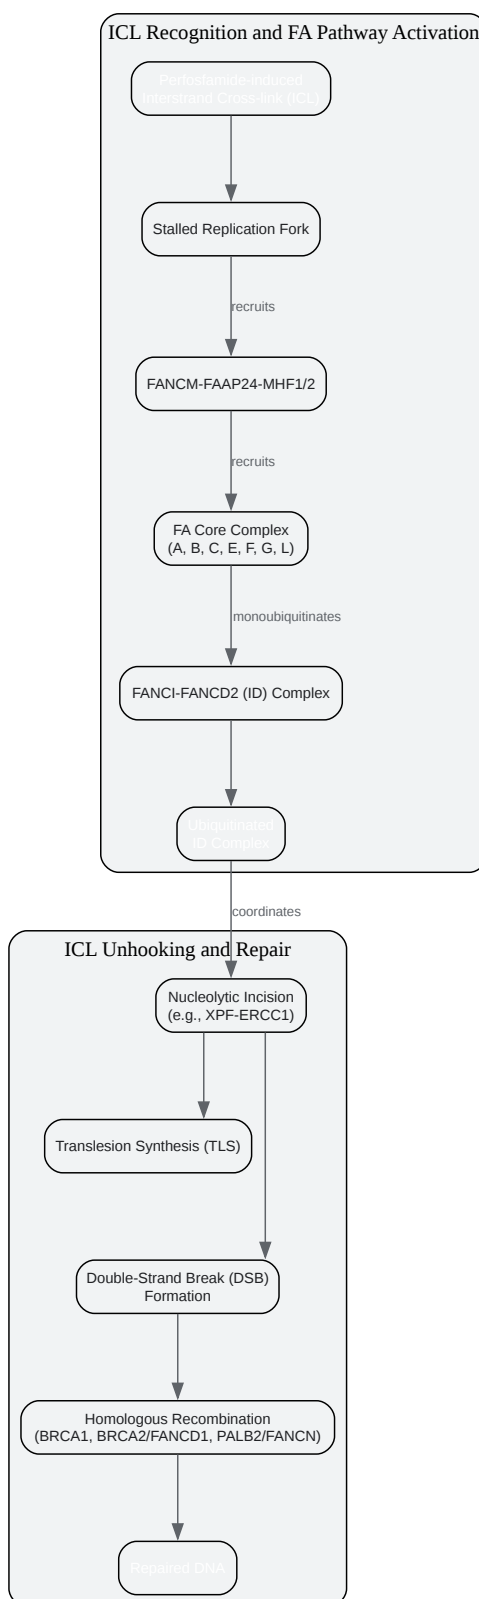 ICL Recognition and FA Pathway Activation
Perfosfamide-induced
Interstrand Cross-link (ICL)
Stalled Replication Fork
recruits
FANCM-FAAP24-MHF1/2
recruits
FA Core Complex
(A, B, C, E, F, G, L)
monoubiquitinates
FANCI-FANCD2 (ID) Complex
Ubiquitinated
ID Complex
coordinates
ICL Unhooking and Repair
Nucleolytic Incision
(e.g., XPF-ERCC1)
Translesion Synthesis (TLS)
Double-Strand Break (DSB)
Formation
Homologous Recombination
(BRCA1, BRCA2/FANCD1, PALB2/FANCN)
Repaired DNA